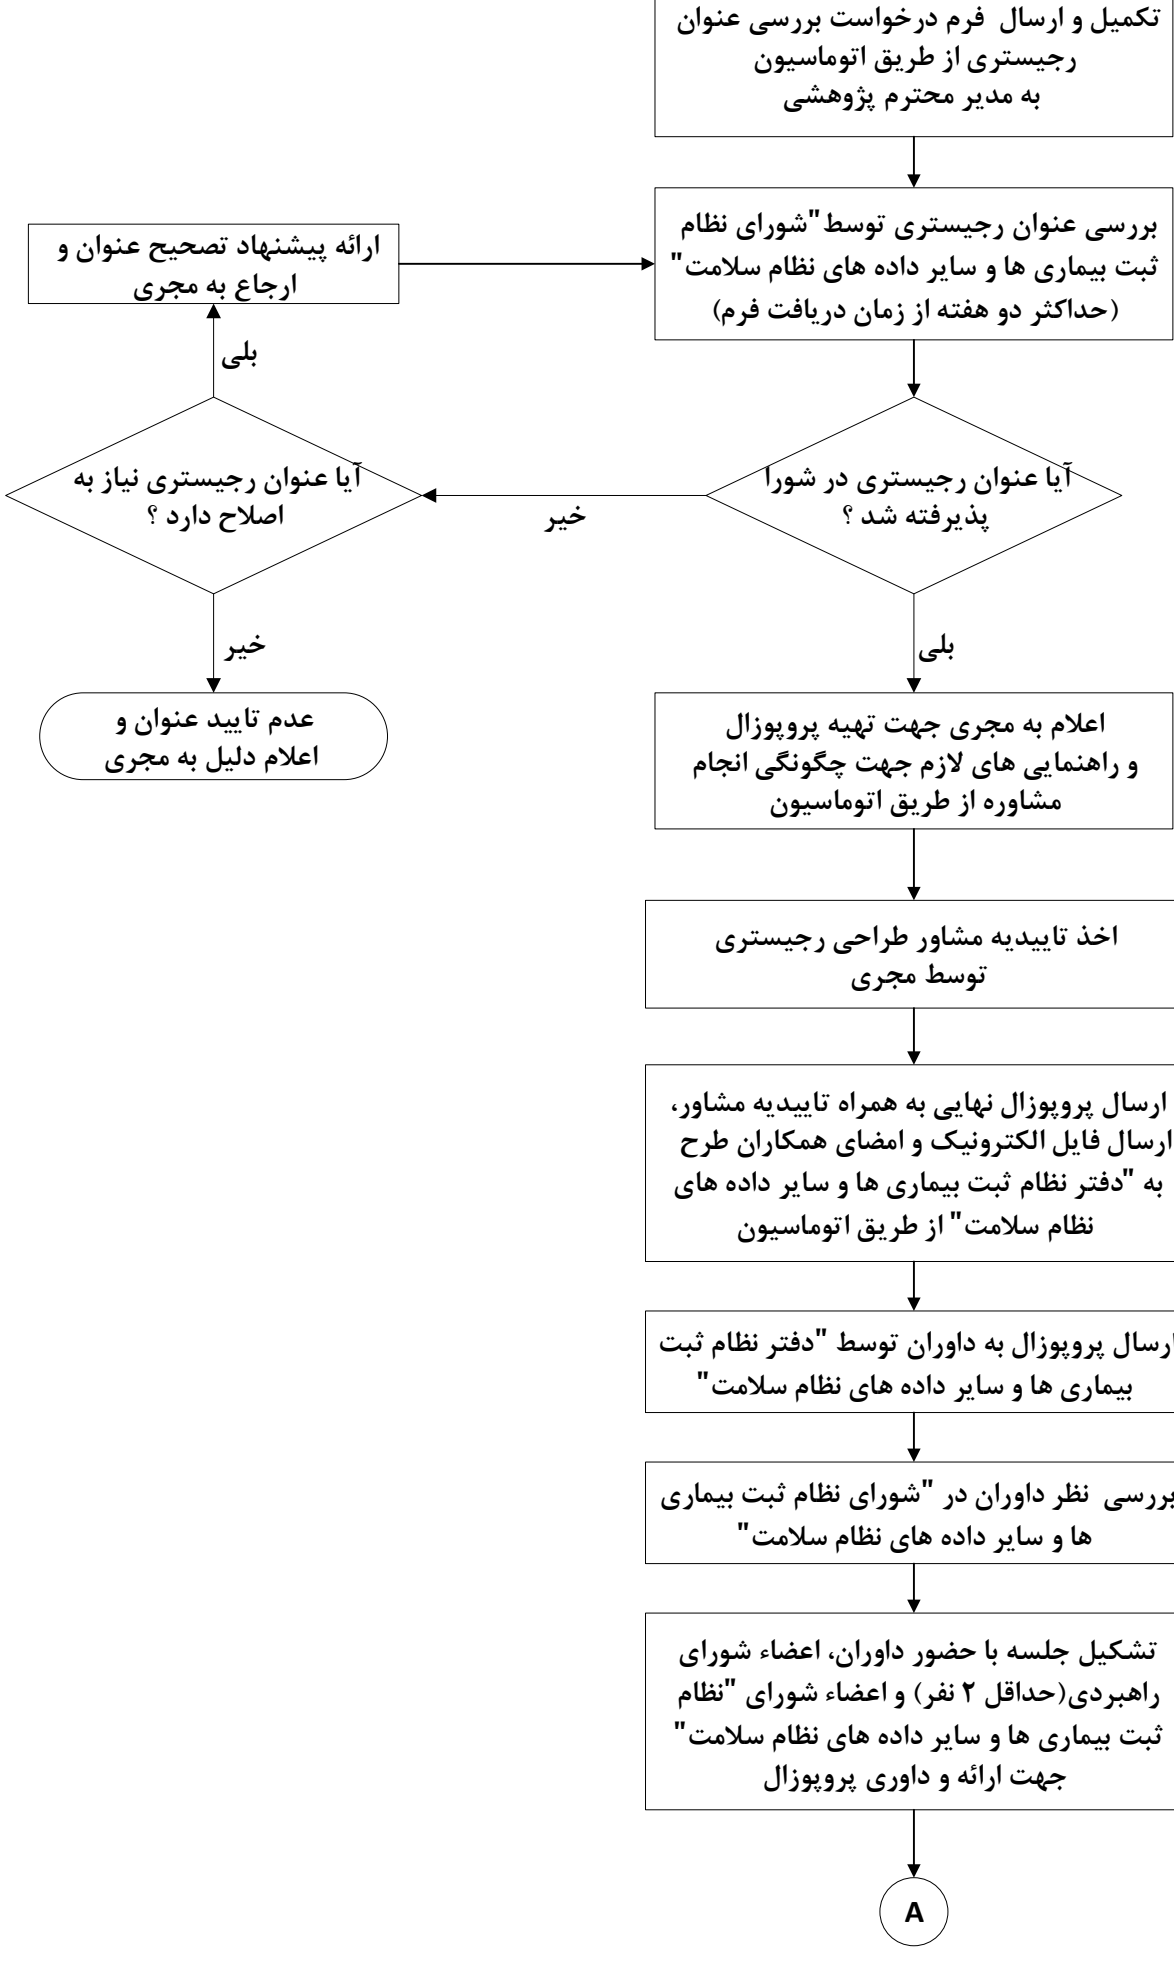 تکمیل و ارسال فرم درخواست بررسی عنوان
رجیستری از طریق اتوماسیون
به مدیر محترم پژوهشی
بررسی عنوان رجیستری توسط "شورای نظام
ثبت بیماری ها و سایر داده های نظام سلامت"
(حداکثر دو هفته از زمان دریافت فرم)
ارائه پیشنهاد تصحیح عنوان و
ارجاع به مجری
بلی
آیا عنوان رجیستری در شورا
پذیرفته شد ؟
خیر
آیا عنوان رجیستری نیاز به
اصلاح دارد ؟
خیر
عدم تایید عنوان و
اعلام دلیل به مجری
بلی
اعلام به مجری جهت تهیه پروپوزال
و راهنمایی های لازم جهت چگونگی انجام
مشاوره از طریق اتوماسیون
اخذ تاییدیه مشاور طراحی رجیستری
توسط مجری
ارسال پروپوزال نهایی به همراه تاییدیه مشاور،
ارسال فایل الکترونیک و امضای همکاران طرح
به "دفتر نظام ثبت بیماری ها و سایر داده های
نظام سلامت" از طریق اتوماسیون
ارسال پروپوزال به داوران توسط "دفتر نظام ثبت
بیماری ها و سایر داده های نظام سلامت"
بررسی نظر داوران در "شورای نظام ثبت بیماری
ها و سایر داده های نظام سلامت"
تشکیل جلسه با حضور داوران، اعضاء شورای
راهبردی(حداقل ۲ نفر) و اعضاء شورای "نظام
ثبت بیماری ها و سایر داده های نظام سلامت"
جهت ارائه و داوری پروپوزال
A